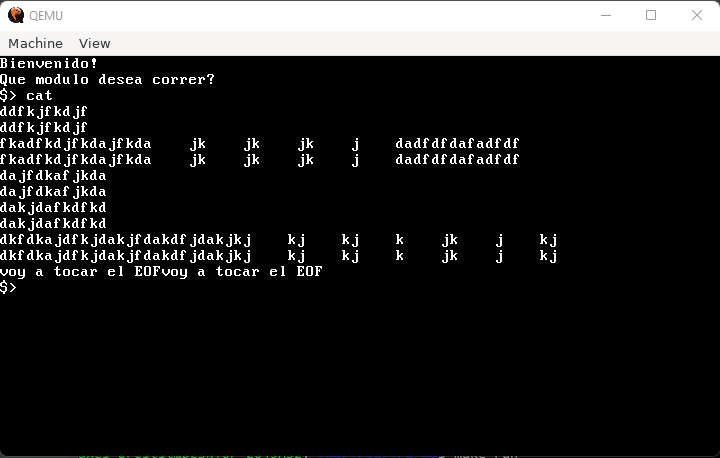 QEMU
Machine View
Bienvenido!
Que modulo desea correr?
$> cat
ddfkjfkdjf
ddfkjfkdjf
fkadfkdjfkdajfkda jk jk jk j dadfdfdafadfdf
fkadfkdjfkdajfkda jk jk jk j dadfdfdafadfdf
dajfdkafjkda
dajfdkafjkda
dakjdafkdfkd
dakjdafkdfkd
dkfdkajdfkjdakjfdakdfjdakjkj kj kj k jk j kj
dkfdkajdfkjdakjfdakdfjdakjkj kj kj k jk j kj
voy a tocar el EOFvoy a tocar el EOF
$>